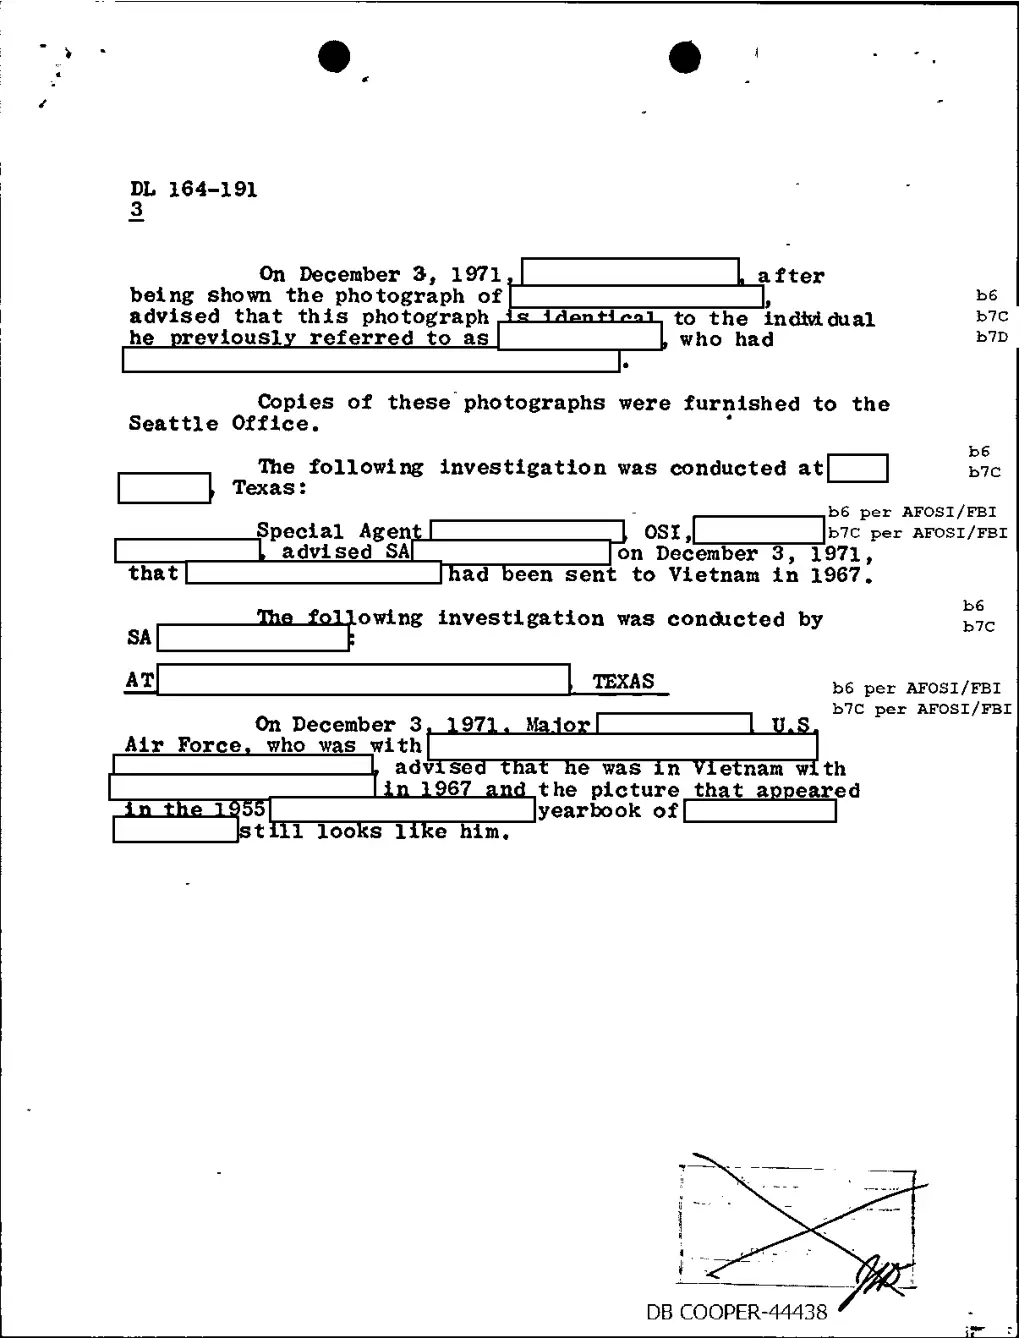 DL 164-191
3
On December 3, 1971, , after
being shown the photograph of , b6
advised that this photograph is identical to the individual b7C
he previously referred to as , who had b7D
.
Copies of these photographs were furnished to the
Seattle Office.
b6
The following investigation was conducted at b7C
, Texas:
b6 per AFOSI/FBI
Special Agent , OSI, b7C per AFOSI/FBI
, advised SA on December 3, 1971,
that had been sent to Vietnam in 1967.
b6
The following investigation was conducted by b7C
SA :
AT , TEXAS
b6 per AFOSI/FBI
b7C per AFOSI/FBI
On December 3, 1971, Major , U.S.
Air Force, who was with
, advised that he was in Vietnam with
in 1967 and the picture that appeared
in the 1955 yearbook of
still looks like him.
DB COOPER-44438